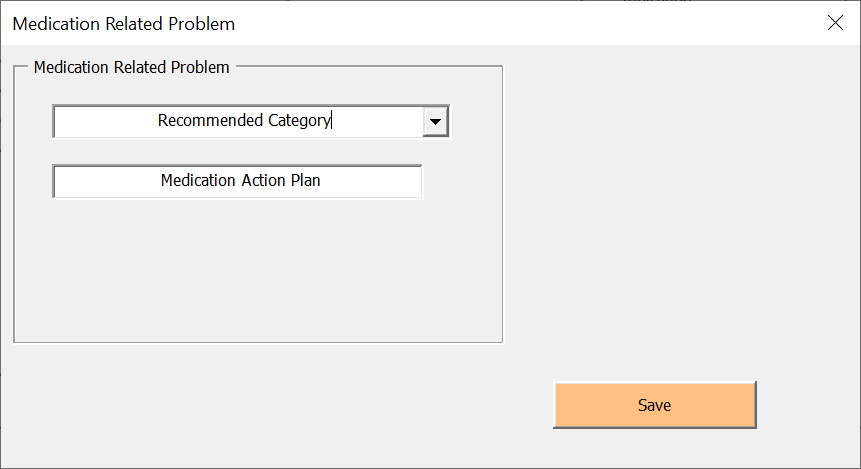 Medication Related Problem
Medication Related Problem
Recommended Category
Medication Action Plan
Save